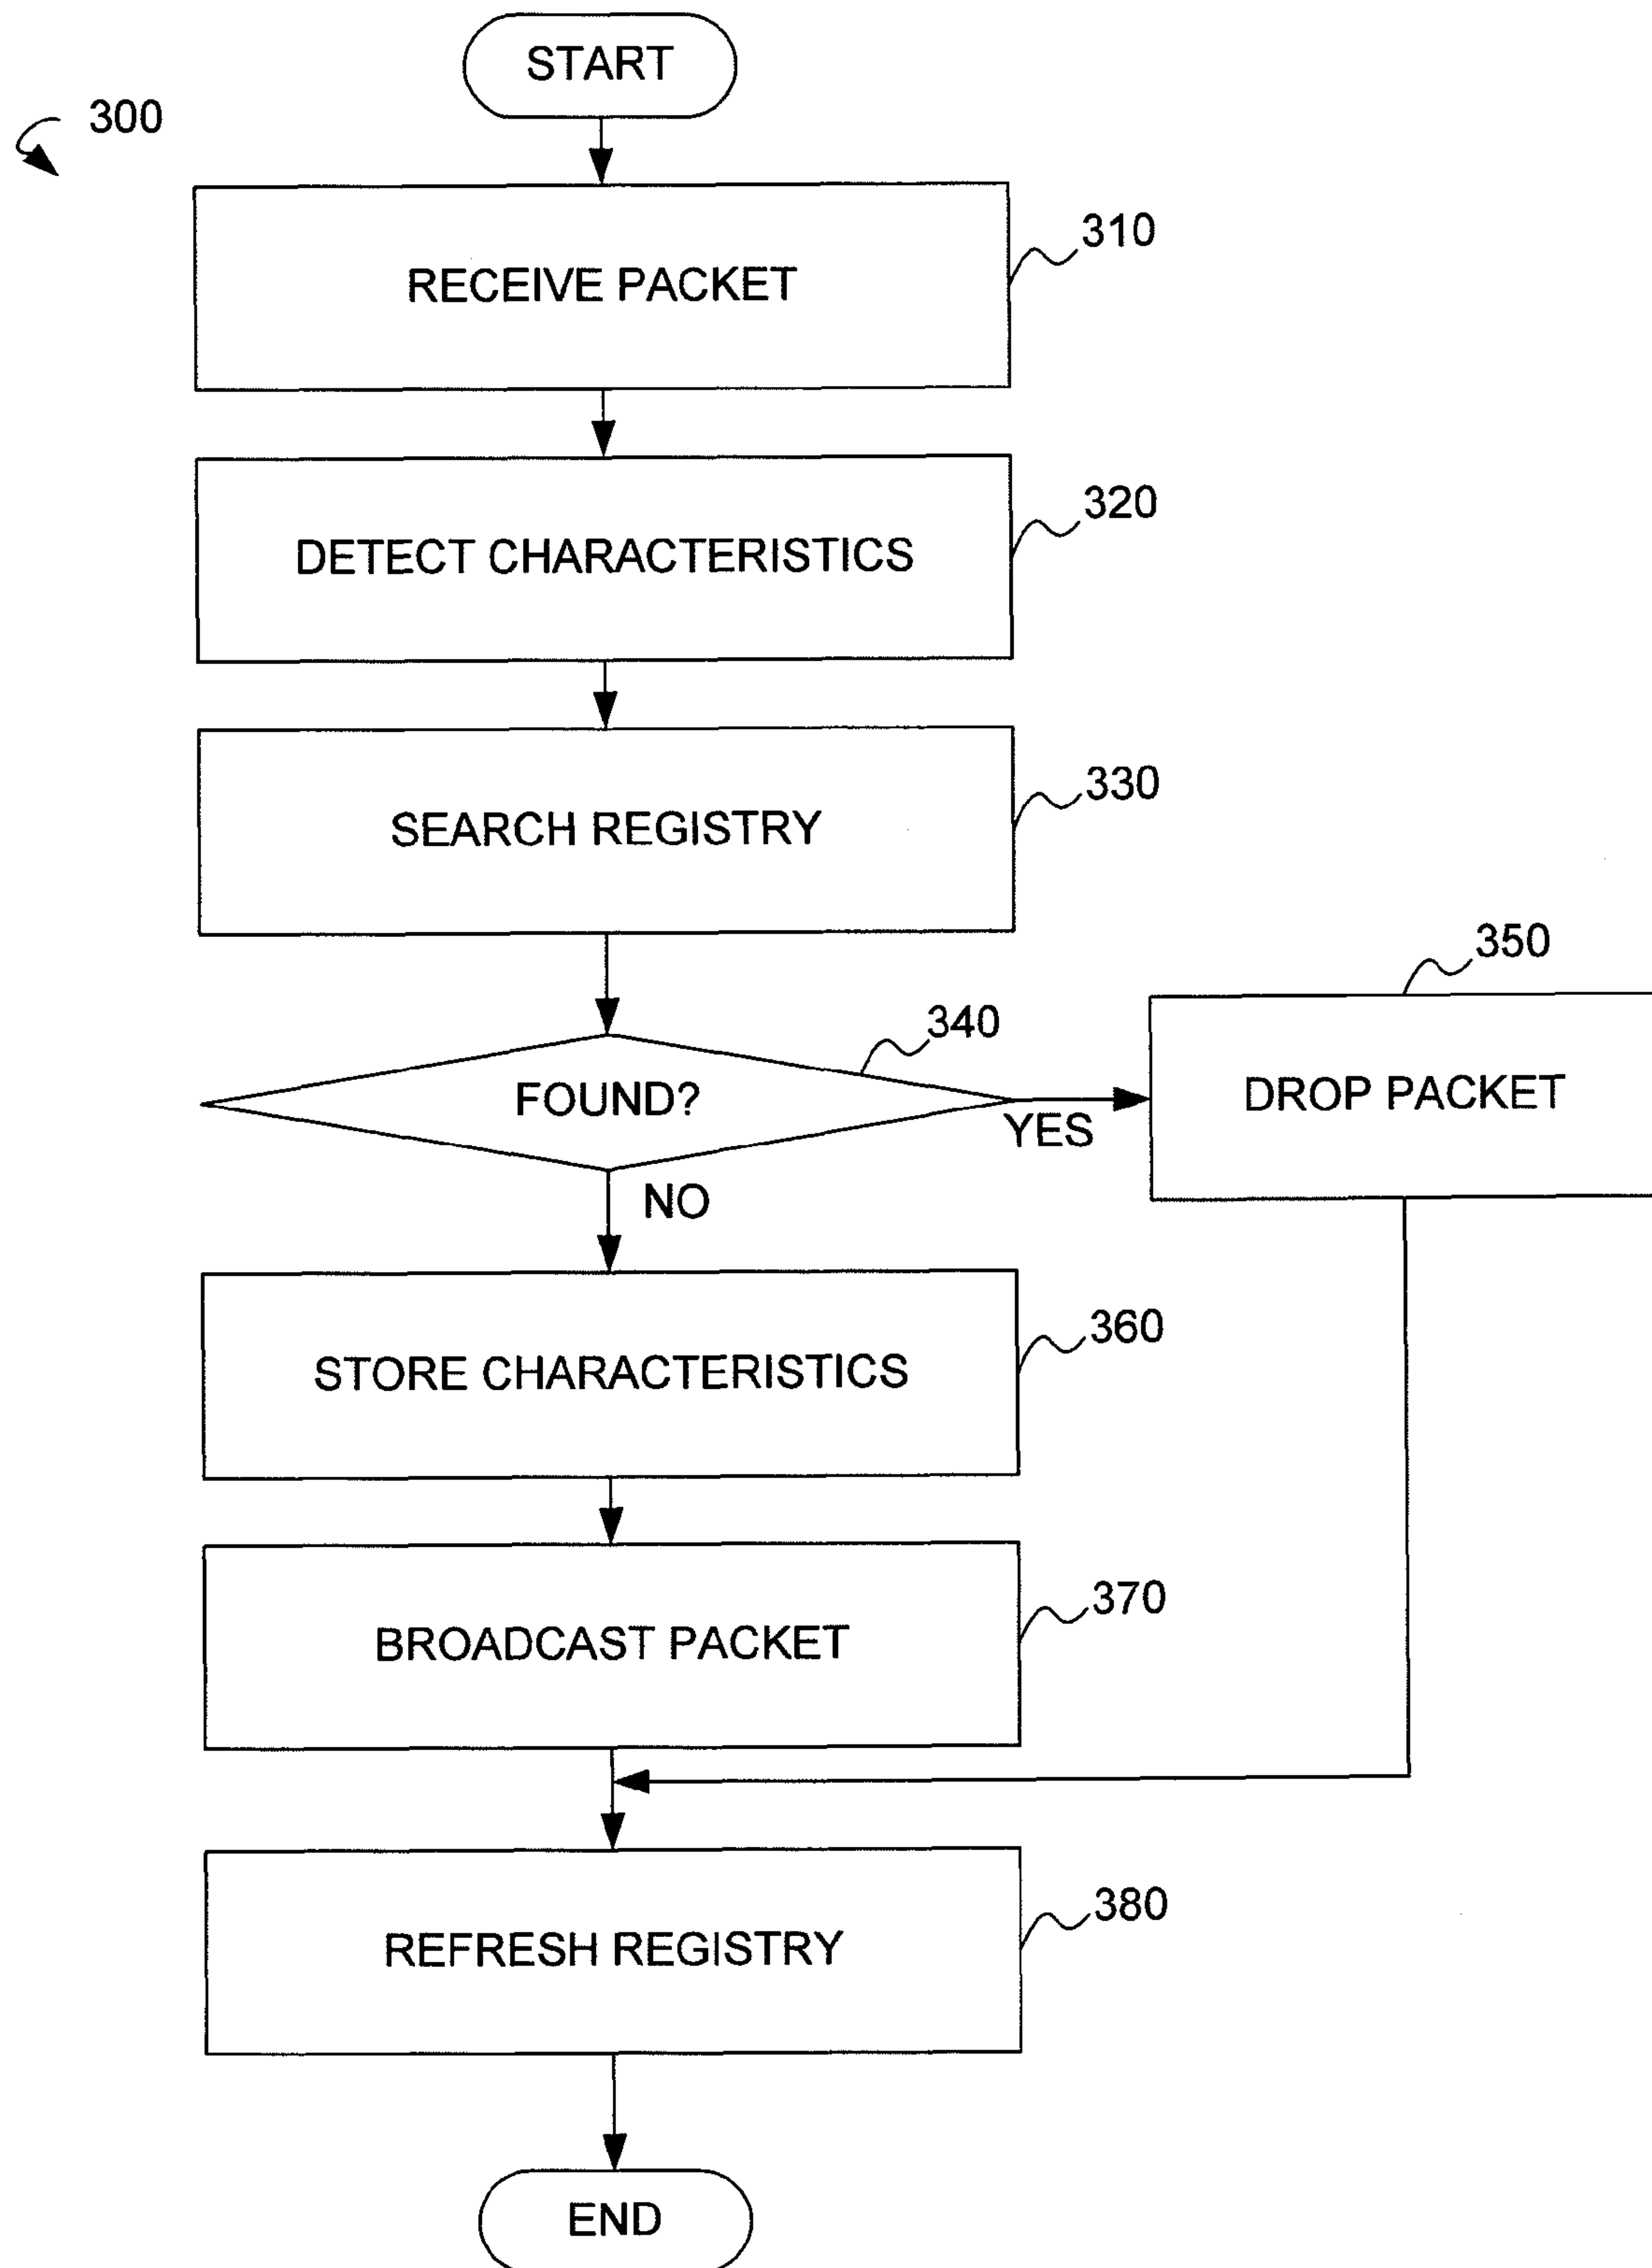 START
300
310
RECEIVE PACKET
320
DETECT CHARACTERISTICS
330
SEARCH REGISTRY
350
340
FOUND?
DROP PACKET
YES
NO
360
STORE CHARACTERISTICS
370
BROADCAST PACKET
380
REFRESH REGISTRY
END